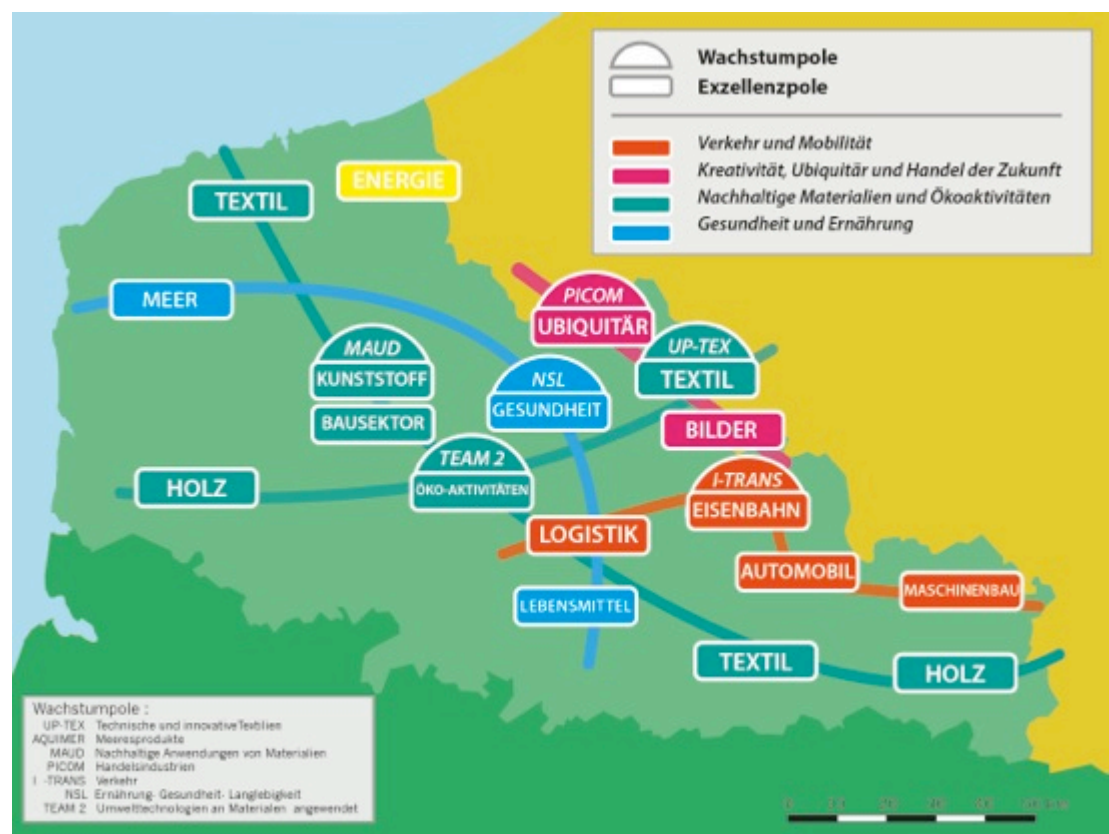 Wachstumpole
Exzellenzpole
Verkehr und Mobilität
Kreativität, Ubiquitär und Handel der Zukunft
Nachhaltige Materialien und Ökoaktivitäten
Gesundheit und Ernährung
ENERGIE
TEXTIL
MEER
PICOM
UBIQUITÄR
MAUD
KUNSTSTOFF
BAUSEKTOR
UP-TEX
TEXTIL
NSL
GESUNDHEIT
BILDER
TEAM 2
ÖKO-AKTIVITÄTEN
HOLZ
I-TRANS
EISENBAHN
LOGISTIK
AUTOMOBIL
MASCHINENBAU
LEBENSMITTEL
TEXTIL
HOLZ
Wachstumpole :
UP-TEX Technische und innovativeTextilien
AQUIMER Meeresprodukte
MAUD Nachhaltige Anwendungen von Materialien
PICOM Handelsindustrien
I -TRANS Verkehr
NSL Ernährung- Gesundheit- Langlebigkeit
TEAM 2 Umwelttechnologien an Materialen angewendet